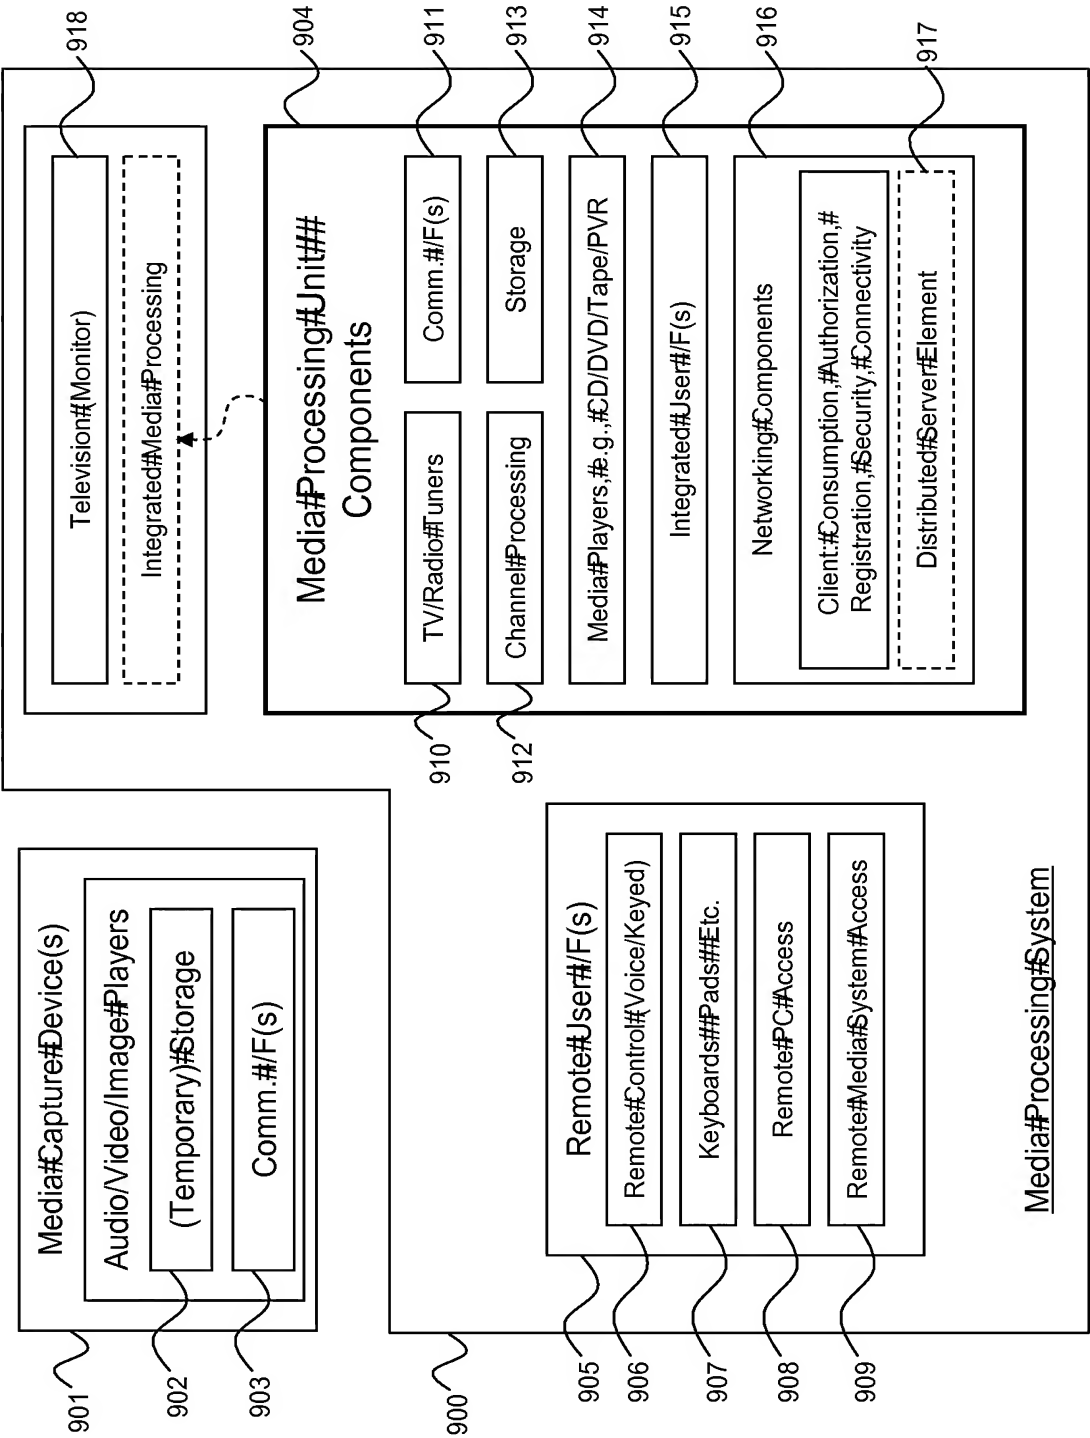 901
Media#Capture#Device(s)
Audio/Video/Image#Players
902
(Temporary)#Storage
903
Comm.#I/F(s)
900
905
Remote#User#I/F(s)
906
Remote#Control#(Voice/Keyed)
907
Keyboards##Pads##Etc.
908
Remote#PC#Access
909
Remote#Media#System#Access
Media#Processing#System
Television#(Monitor)
918
Integrated#Media#Processing
904
Media#Processing#Unit##
Components
910
TV/Radio#Tuners
Comm.#I/F(s)
911
912
Channel#Processing
Storage
913
Media#Players,#e.g.,#CD/DVD/Tape/PVR
914
Integrated#User#I/F(s)
915
Networking#Components
916
Client:#Consumption,#Authorization,#
Registration,#Security,#Connectivity
Distributed#Server#Element
917